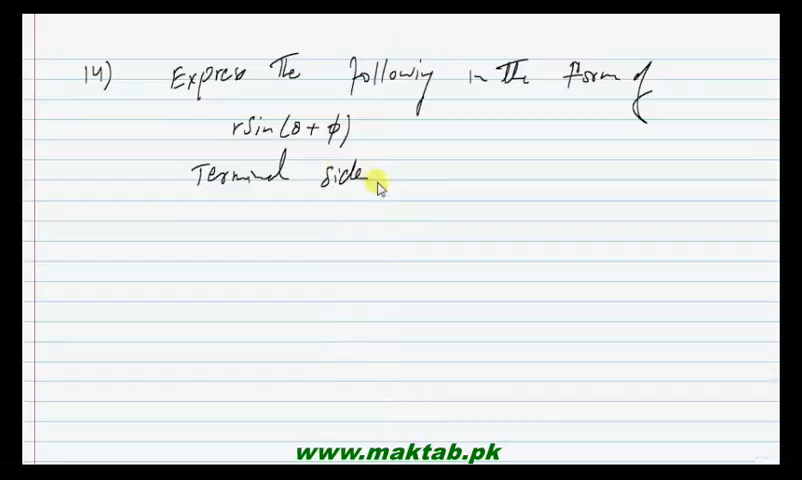 14) Express the following in the form of
rsin(θ + φ)
Terminal side
www.maktab.pk